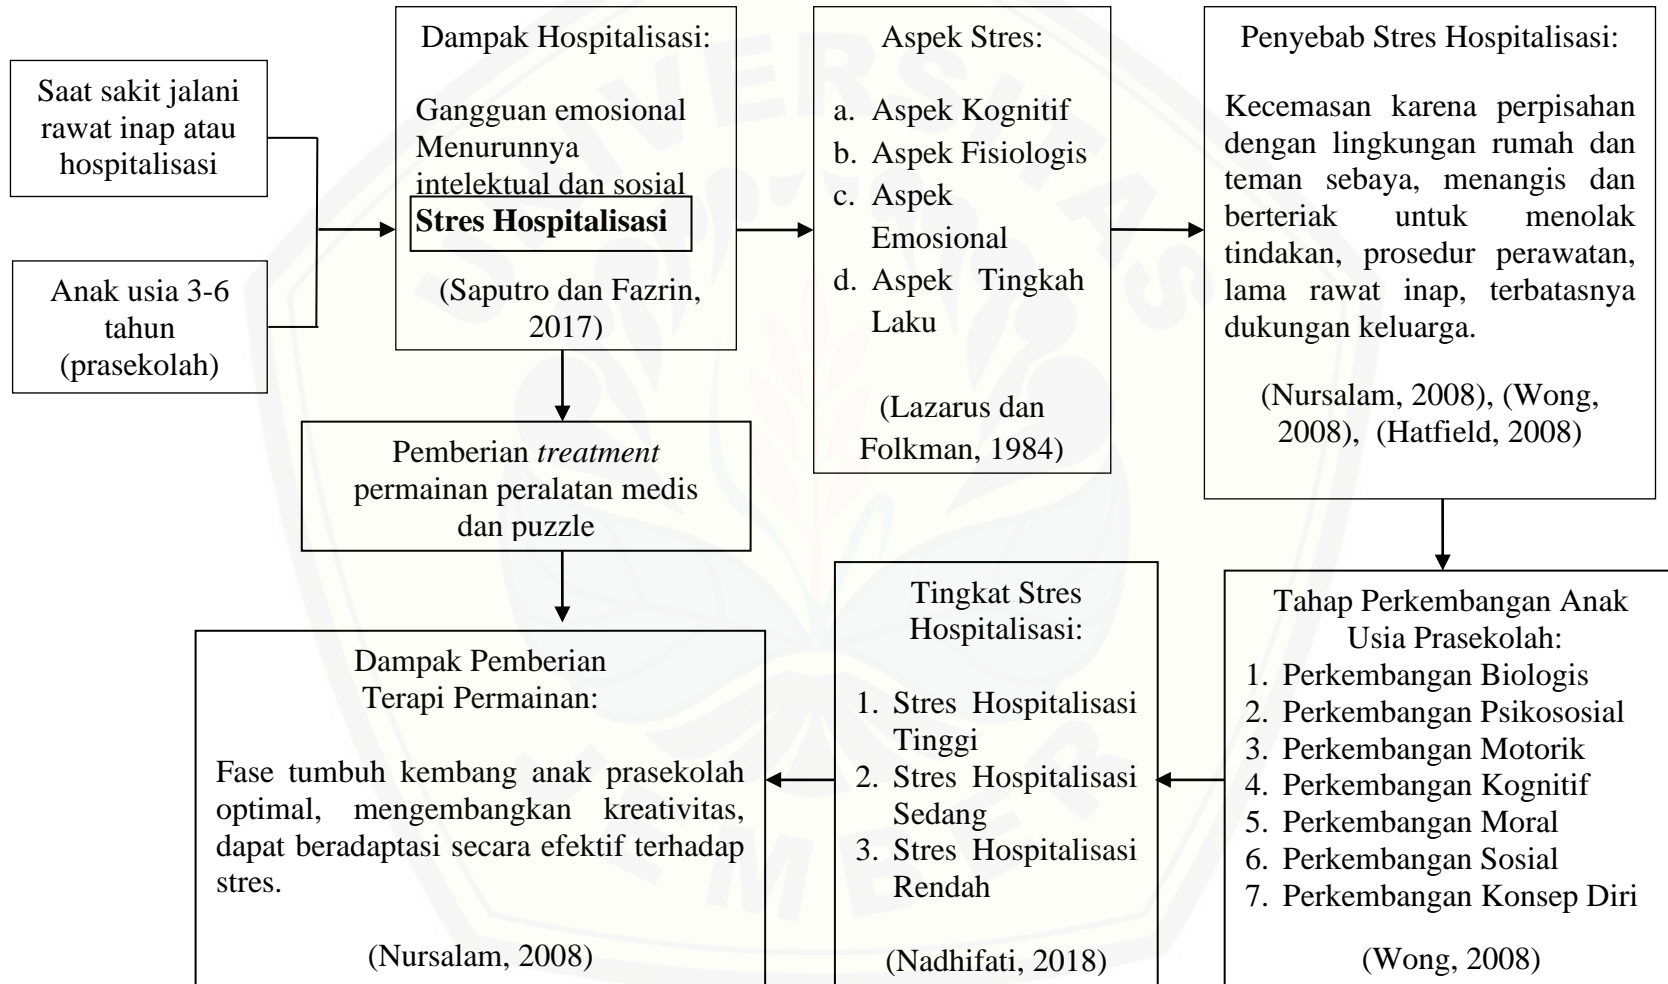 Saat sakit jalani
rawat inap atau
hospitalisasi
Anak usia 3-6
tahun
(prasekolah)
Dampak Hospitalisasi:
Gangguan emosional
Menurunnya
intelektual dan sosial
Stres Hospitalisasi
(Saputro dan Fazrin,
2017)
Aspek Stres:
a. Aspek Kognitif
b. Aspek Fisiologis
c. Aspek
Emosional
d. Aspek Tingkah
Laku
(Lazarus dan
Folkman, 1984)
Penyebab Stres Hospitalisasi:
Kecemasan karena perpisahan
dengan lingkungan rumah dan
teman sebaya, menangis dan
berteriak untuk menolak
tindakan, prosedur perawatan,
lama rawat inap, terbatasnya
dukungan keluarga.
(Nursalam, 2008), (Wong,
2008), (Hatfield, 2008)
Pemberian treatment
permainan peralatan medis
dan puzzle
Dampak Pemberian
Terapi Permainan:
Fase tumbuh kembang anak prasekolah
optimal, mengembangkan kreativitas,
dapat beradaptasi secara efektif terhadap
stres.
(Nursalam, 2008)
Tingkat Stres
Hospitalisasi:
1. Stres Hospitalisasi
Tinggi
2. Stres Hospitalisasi
Sedang
3. Stres Hospitalisasi
Rendah
(Nadhifati, 2018)
Tahap Perkembangan Anak
Usia Prasekolah:
1. Perkembangan Biologis
2. Perkembangan Psikososial
3. Perkembangan Motorik
4. Perkembangan Kognitif
5. Perkembangan Moral
6. Perkembangan Sosial
7. Perkembangan Konsep Diri
(Wong, 2008)
UNIVERSITAS
JEMBER